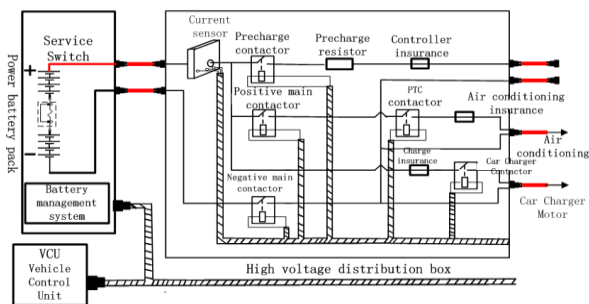 Current
sensor
Precharge
contactor
Precharge
resistor
Controller
insurance
Service
Switch
Power battery pack
+
−
Positive main
contactor
PTC
contactor
Air conditioning
insurance
Air
conditioning
Charge
insurance
Car Charger
Contactor
Negative main
contactor
Car Charger
Motor
Battery
management
system
VCU
Vehicle
Control
Unit
High voltage distribution box